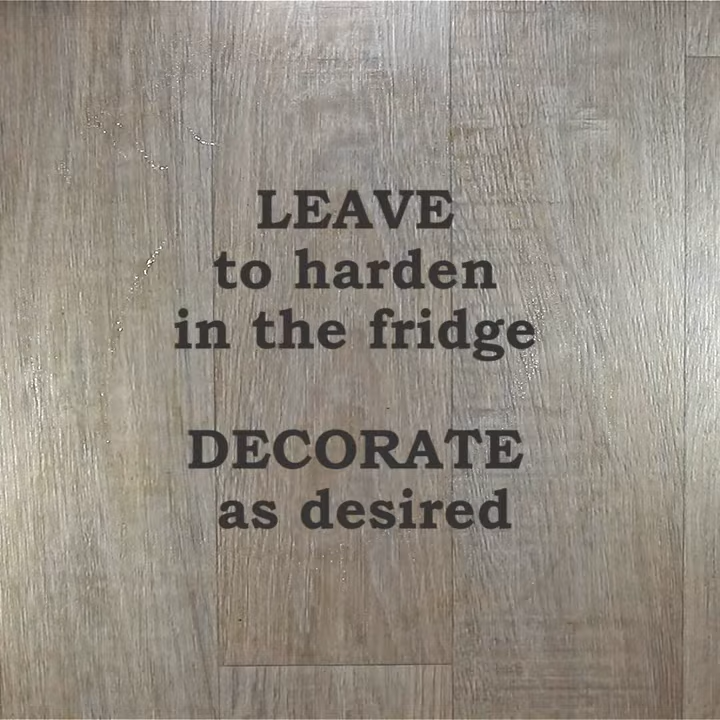 LEAVE
to harden
in the fridge
DECORATE
as desired